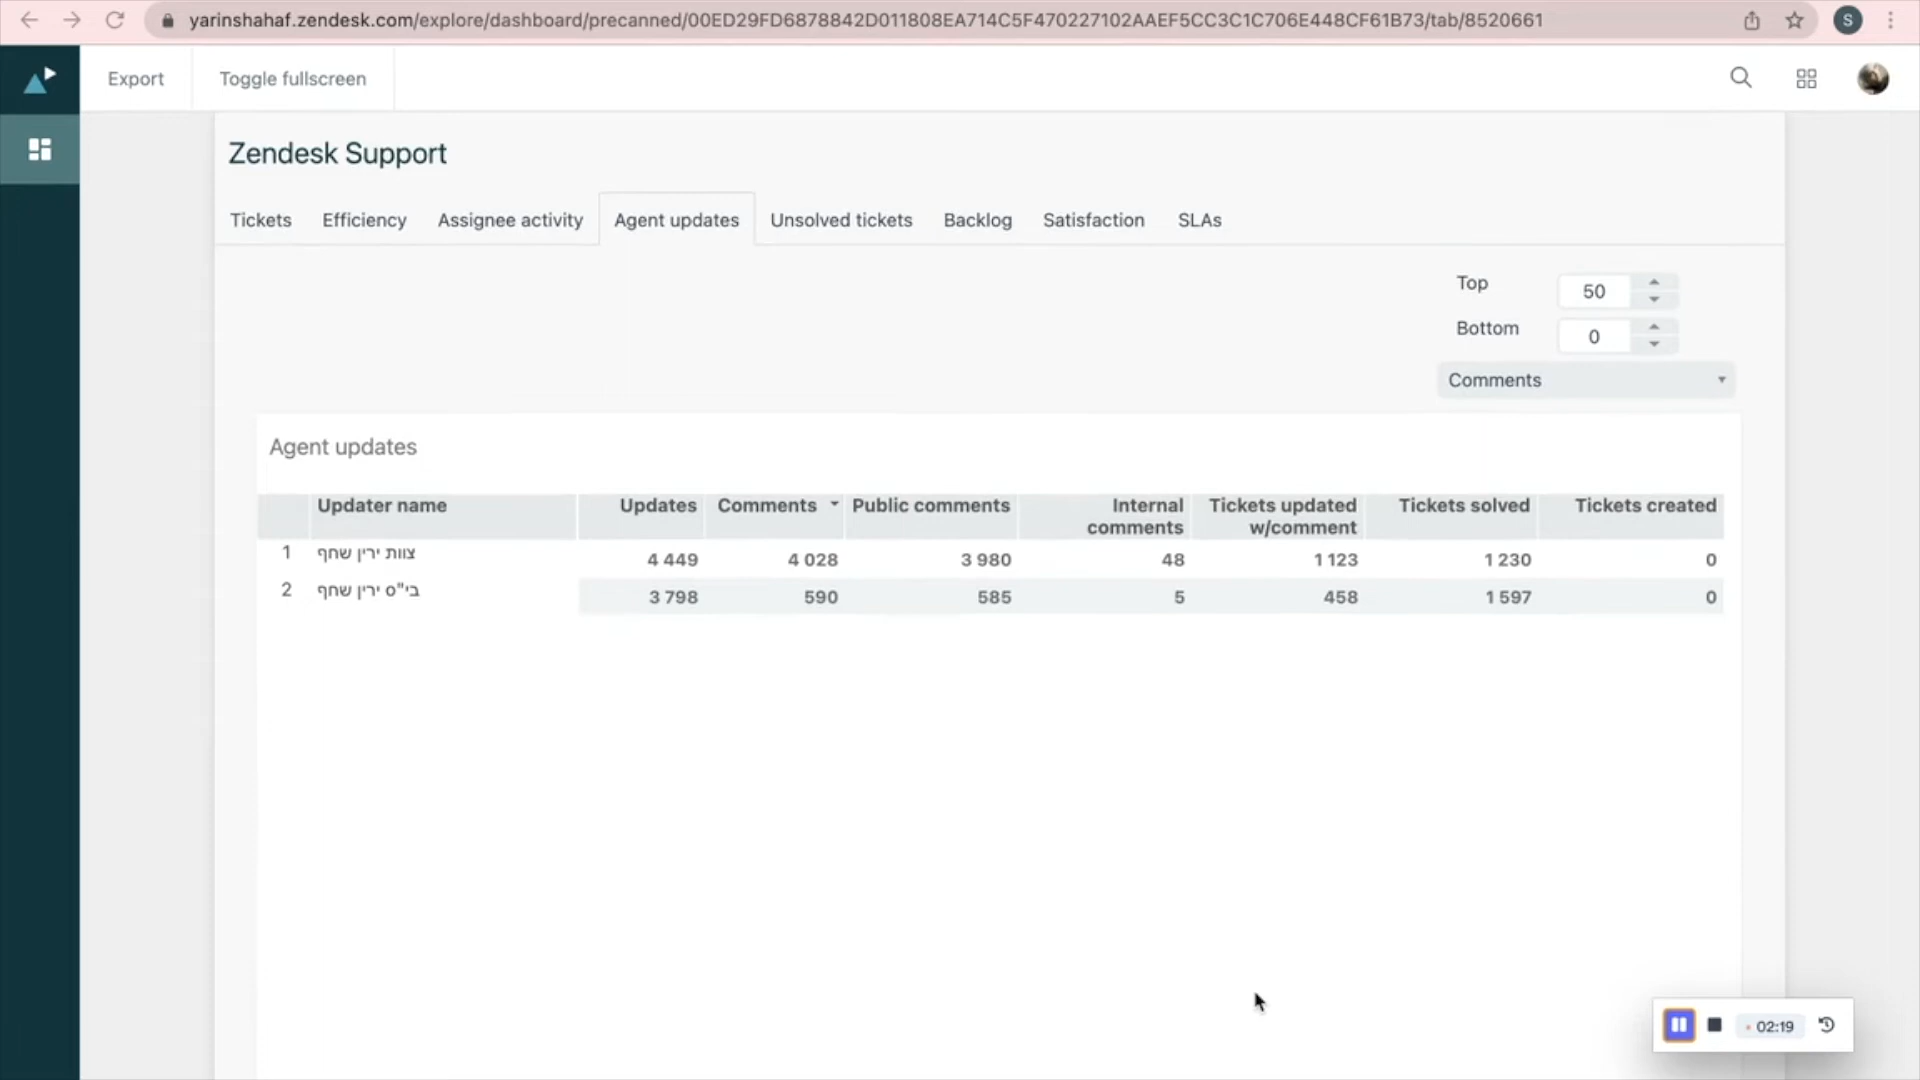 yarinshahaf.zendesk.com/explore/dashboard/precanned/00ED29FD6878842D011808EA714C5F470227102AAEF5CC3C1C706E448CF61B73/tab/8520661
S
Export Toggle fullscreen
Zendesk Support
Tickets Efficiency Assignee activity Agent updates Unsolved tickets Backlog Satisfaction SLAs
Top 50
Bottom 0
Comments
Agent updates
Updater name Updates Comments Public comments Internal comments Tickets updated w/comment Tickets solved Tickets created
1 צוות ירין שחף 4 449 4 028 3 980 48 1 123 1 230 0
2 בי"ס ירין שחף 3 798 590 585 5 458 1 597 0
02:19